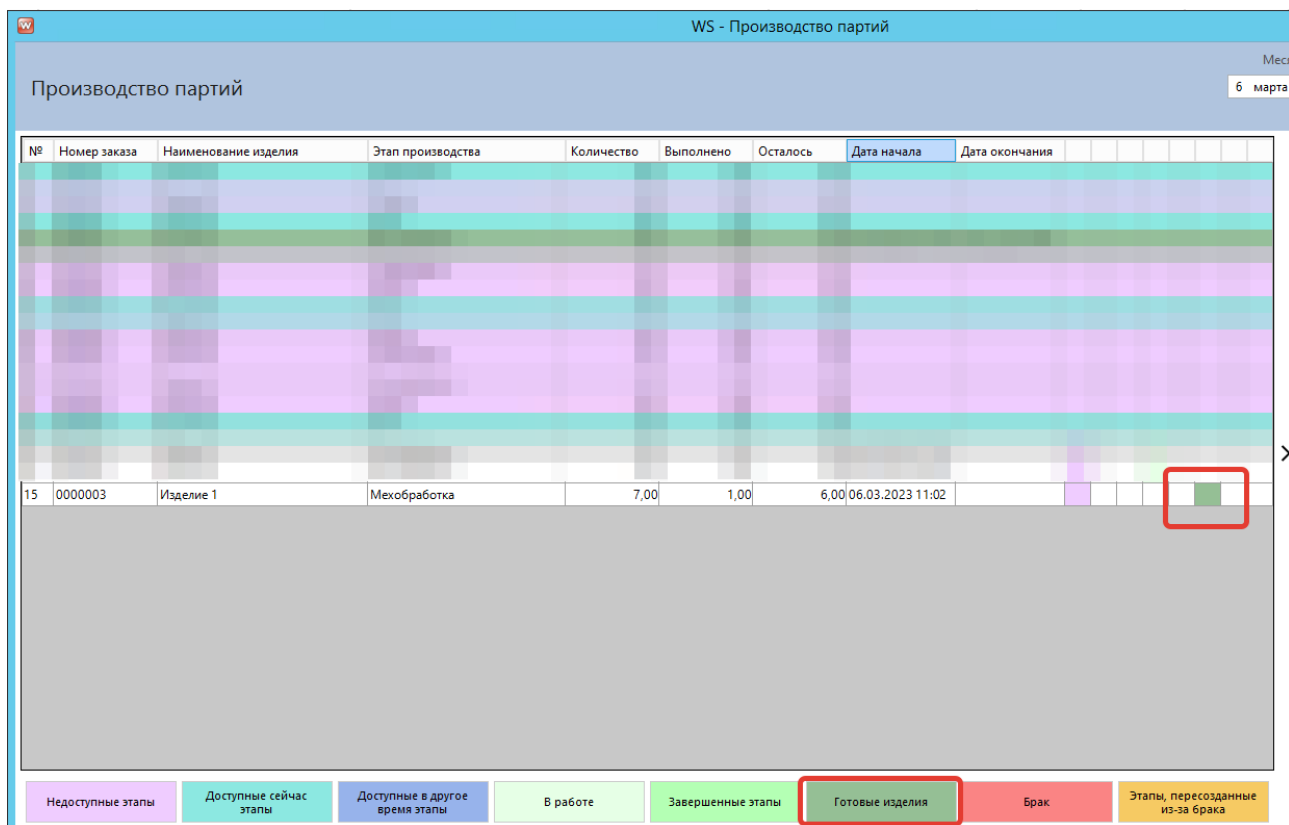 WS - Производство партий
Производство партий
6 марта
№ Номер заказа Наименование изделия Этап производства Количество Выполнено Осталось Дата начала Дата окончания
15 0000003 Изделие 1 Мехобработка 7,00 1,00 6,00 06.03.2023 11:02
Недоступные этапы
Доступные сейчас
этапы
Доступные в другое
время этапы
В работе
Завершенные этапы
Готовые изделия
Брак
Этапы, пересозданные
из-за брака